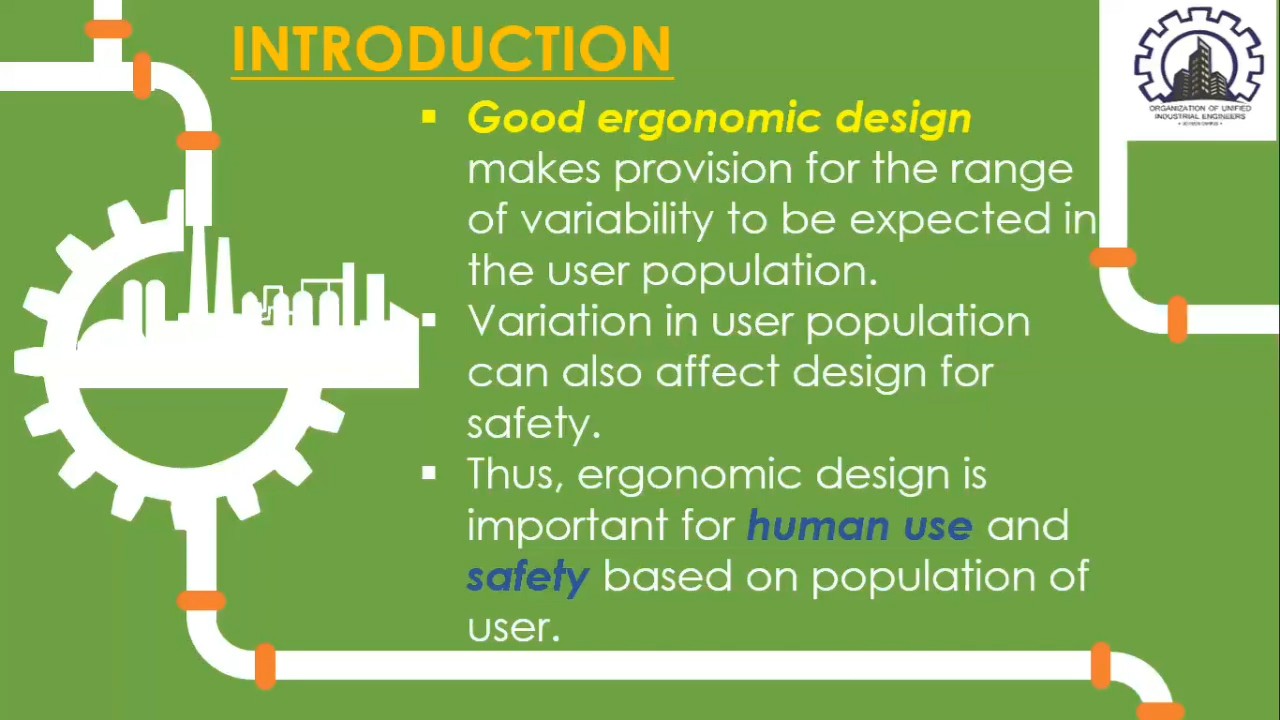 INTRODUCTION
▪ Good ergonomic design
makes provision for the range
of variability to be expected in
the user population.
▪ Variation in user population
can also affect design for
safety.
▪ Thus, ergonomic design is
important for human use and
safety based on population of
user.
ORGANIZATION OF UNIFIED
INDUSTRIAL ENGINEERS